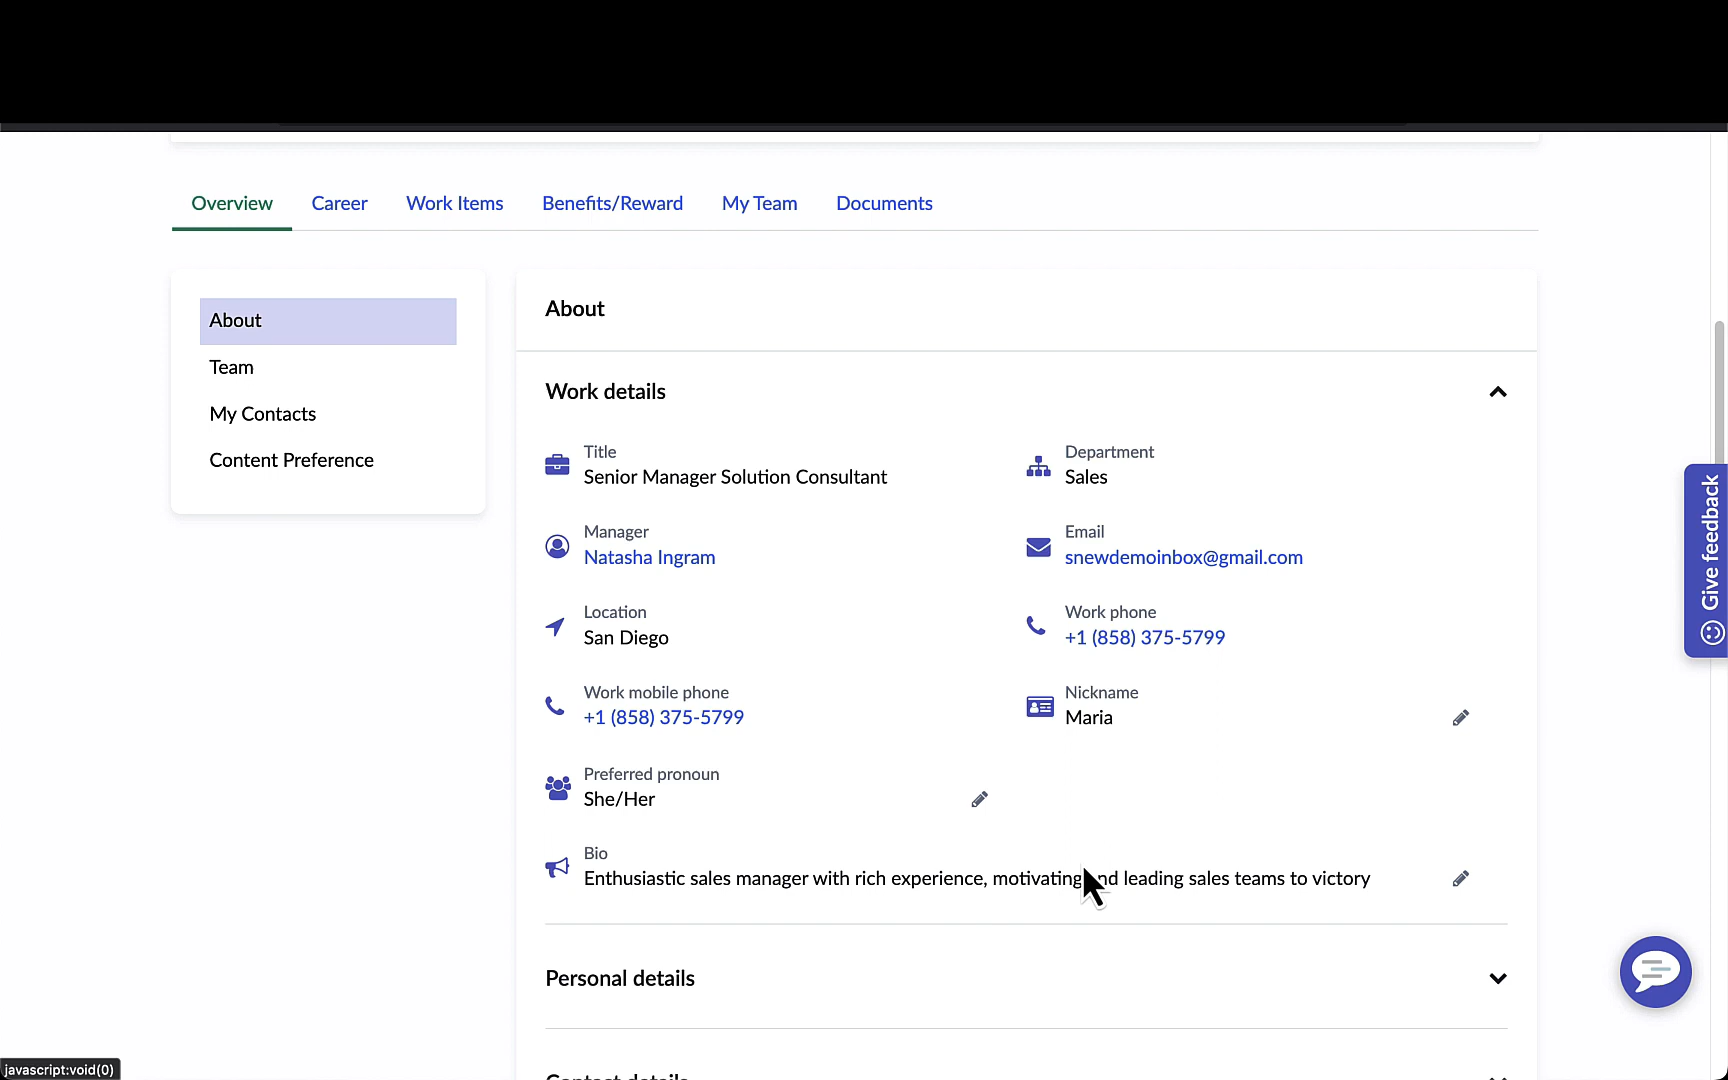 Overview Career Work Items Benefits/Reward My Team Documents
About
Team
My Contacts
Content Preference
About
Work details
Title
Senior Manager Solution Consultant
Department
Sales
Manager
Natasha Ingram
Email
snewdemoinbox@gmail.com
Location
San Diego
Work phone
+1 (858) 375-5799
Work mobile phone
+1 (858) 375-5799
Nickname
Maria
Preferred pronoun
She/Her
Bio
Enthusiastic sales manager with rich experience, motivating and leading sales teams to victory
Personal details
Contact details
Give feedback
javascript:void(0)